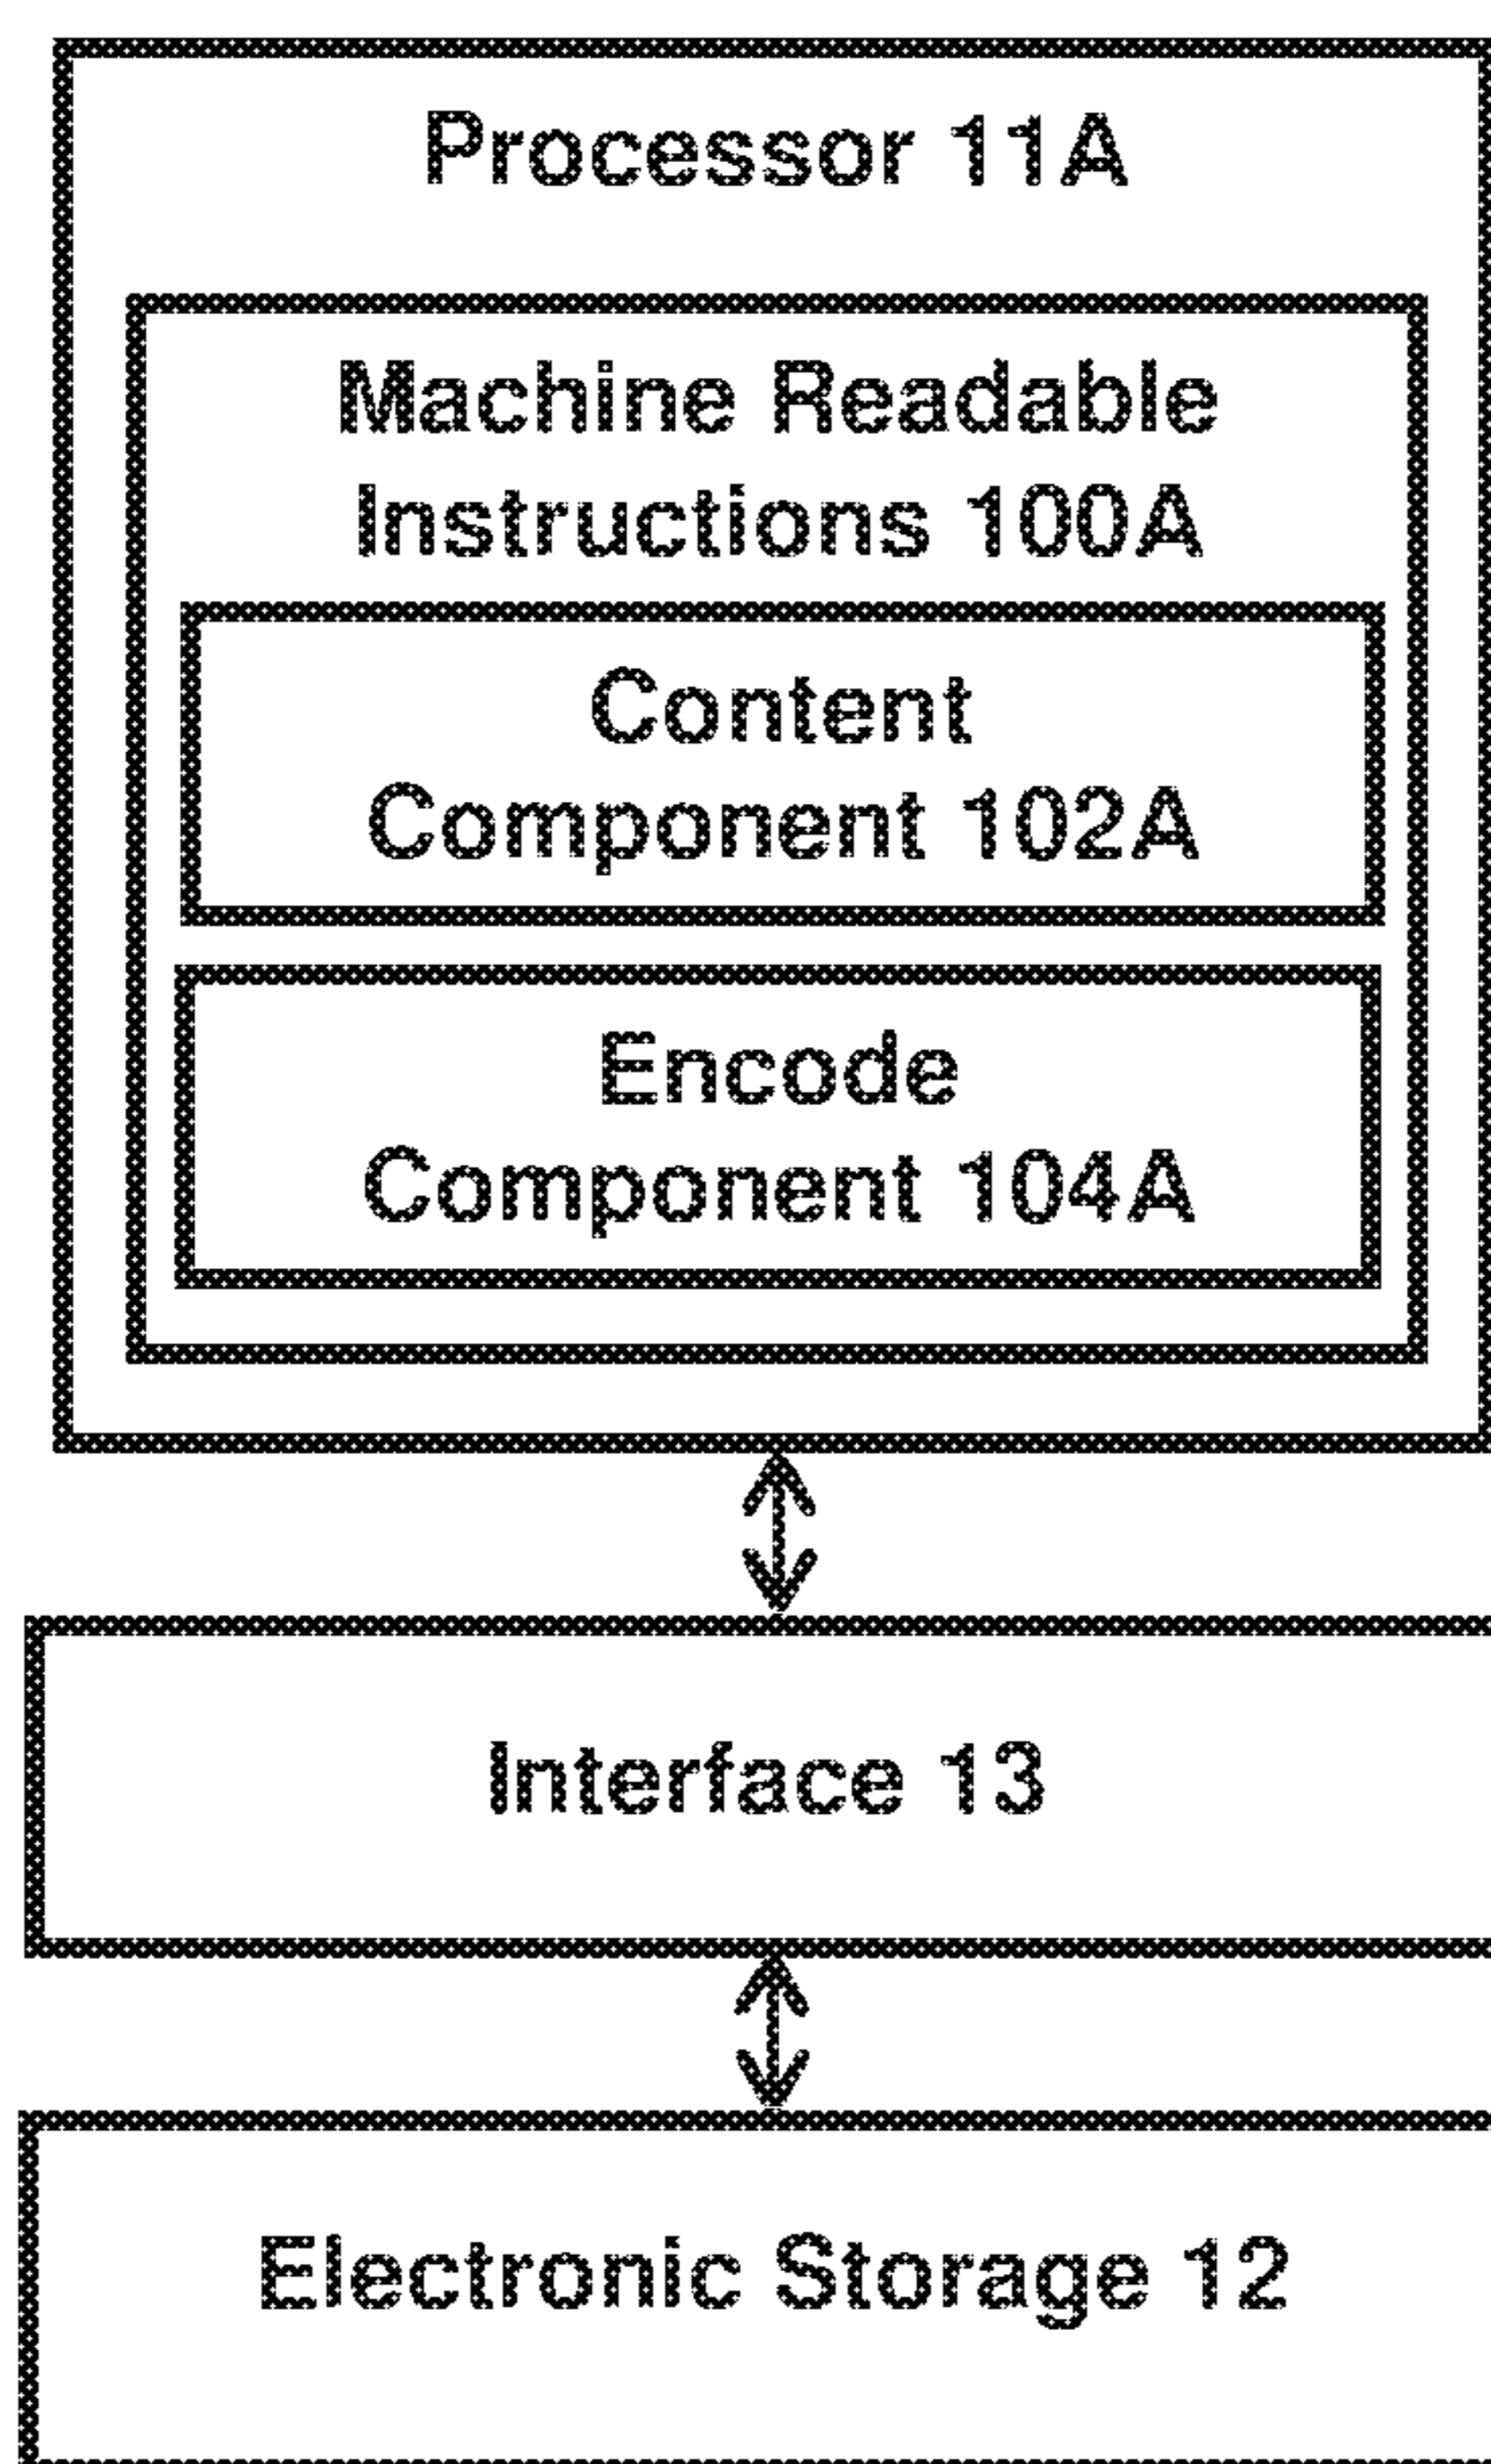 Processor 11A
Machine Readable
Instructions 100A
Content
Component 102A
Encode
Component 104A
Interface 13
Electronic Storage 12